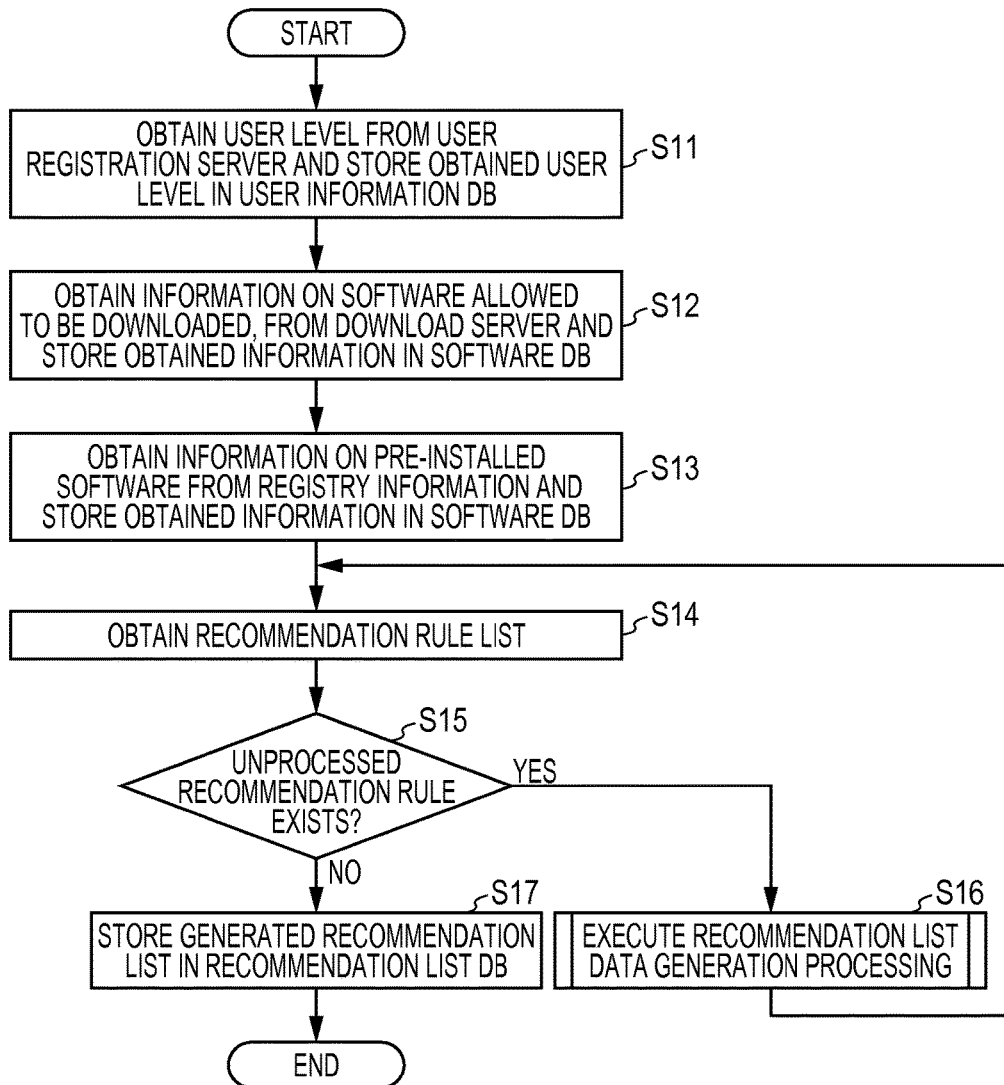 START
OBTAIN USER LEVEL FROM USER
REGISTRATION SERVER AND STORE OBTAINED USER
LEVEL IN USER INFORMATION DB
S11
OBTAIN INFORMATION ON SOFTWARE ALLOWED
TO BE DOWNLOADED, FROM DOWNLOAD SERVER AND
STORE OBTAINED INFORMATION IN SOFTWARE DB
S12
OBTAIN INFORMATION ON PRE-INSTALLED
SOFTWARE FROM REGISTRY INFORMATION AND
STORE OBTAINED INFORMATION IN SOFTWARE DB
S13
OBTAIN RECOMMENDATION RULE LIST
S14
S15
UNPROCESSED
RECOMMENDATION RULE
EXISTS?
YES
NO
S17
STORE GENERATED RECOMMENDATION
LIST IN RECOMMENDATION LIST DB
S16
EXECUTE RECOMMENDATION LIST
DATA GENERATION PROCESSING
END